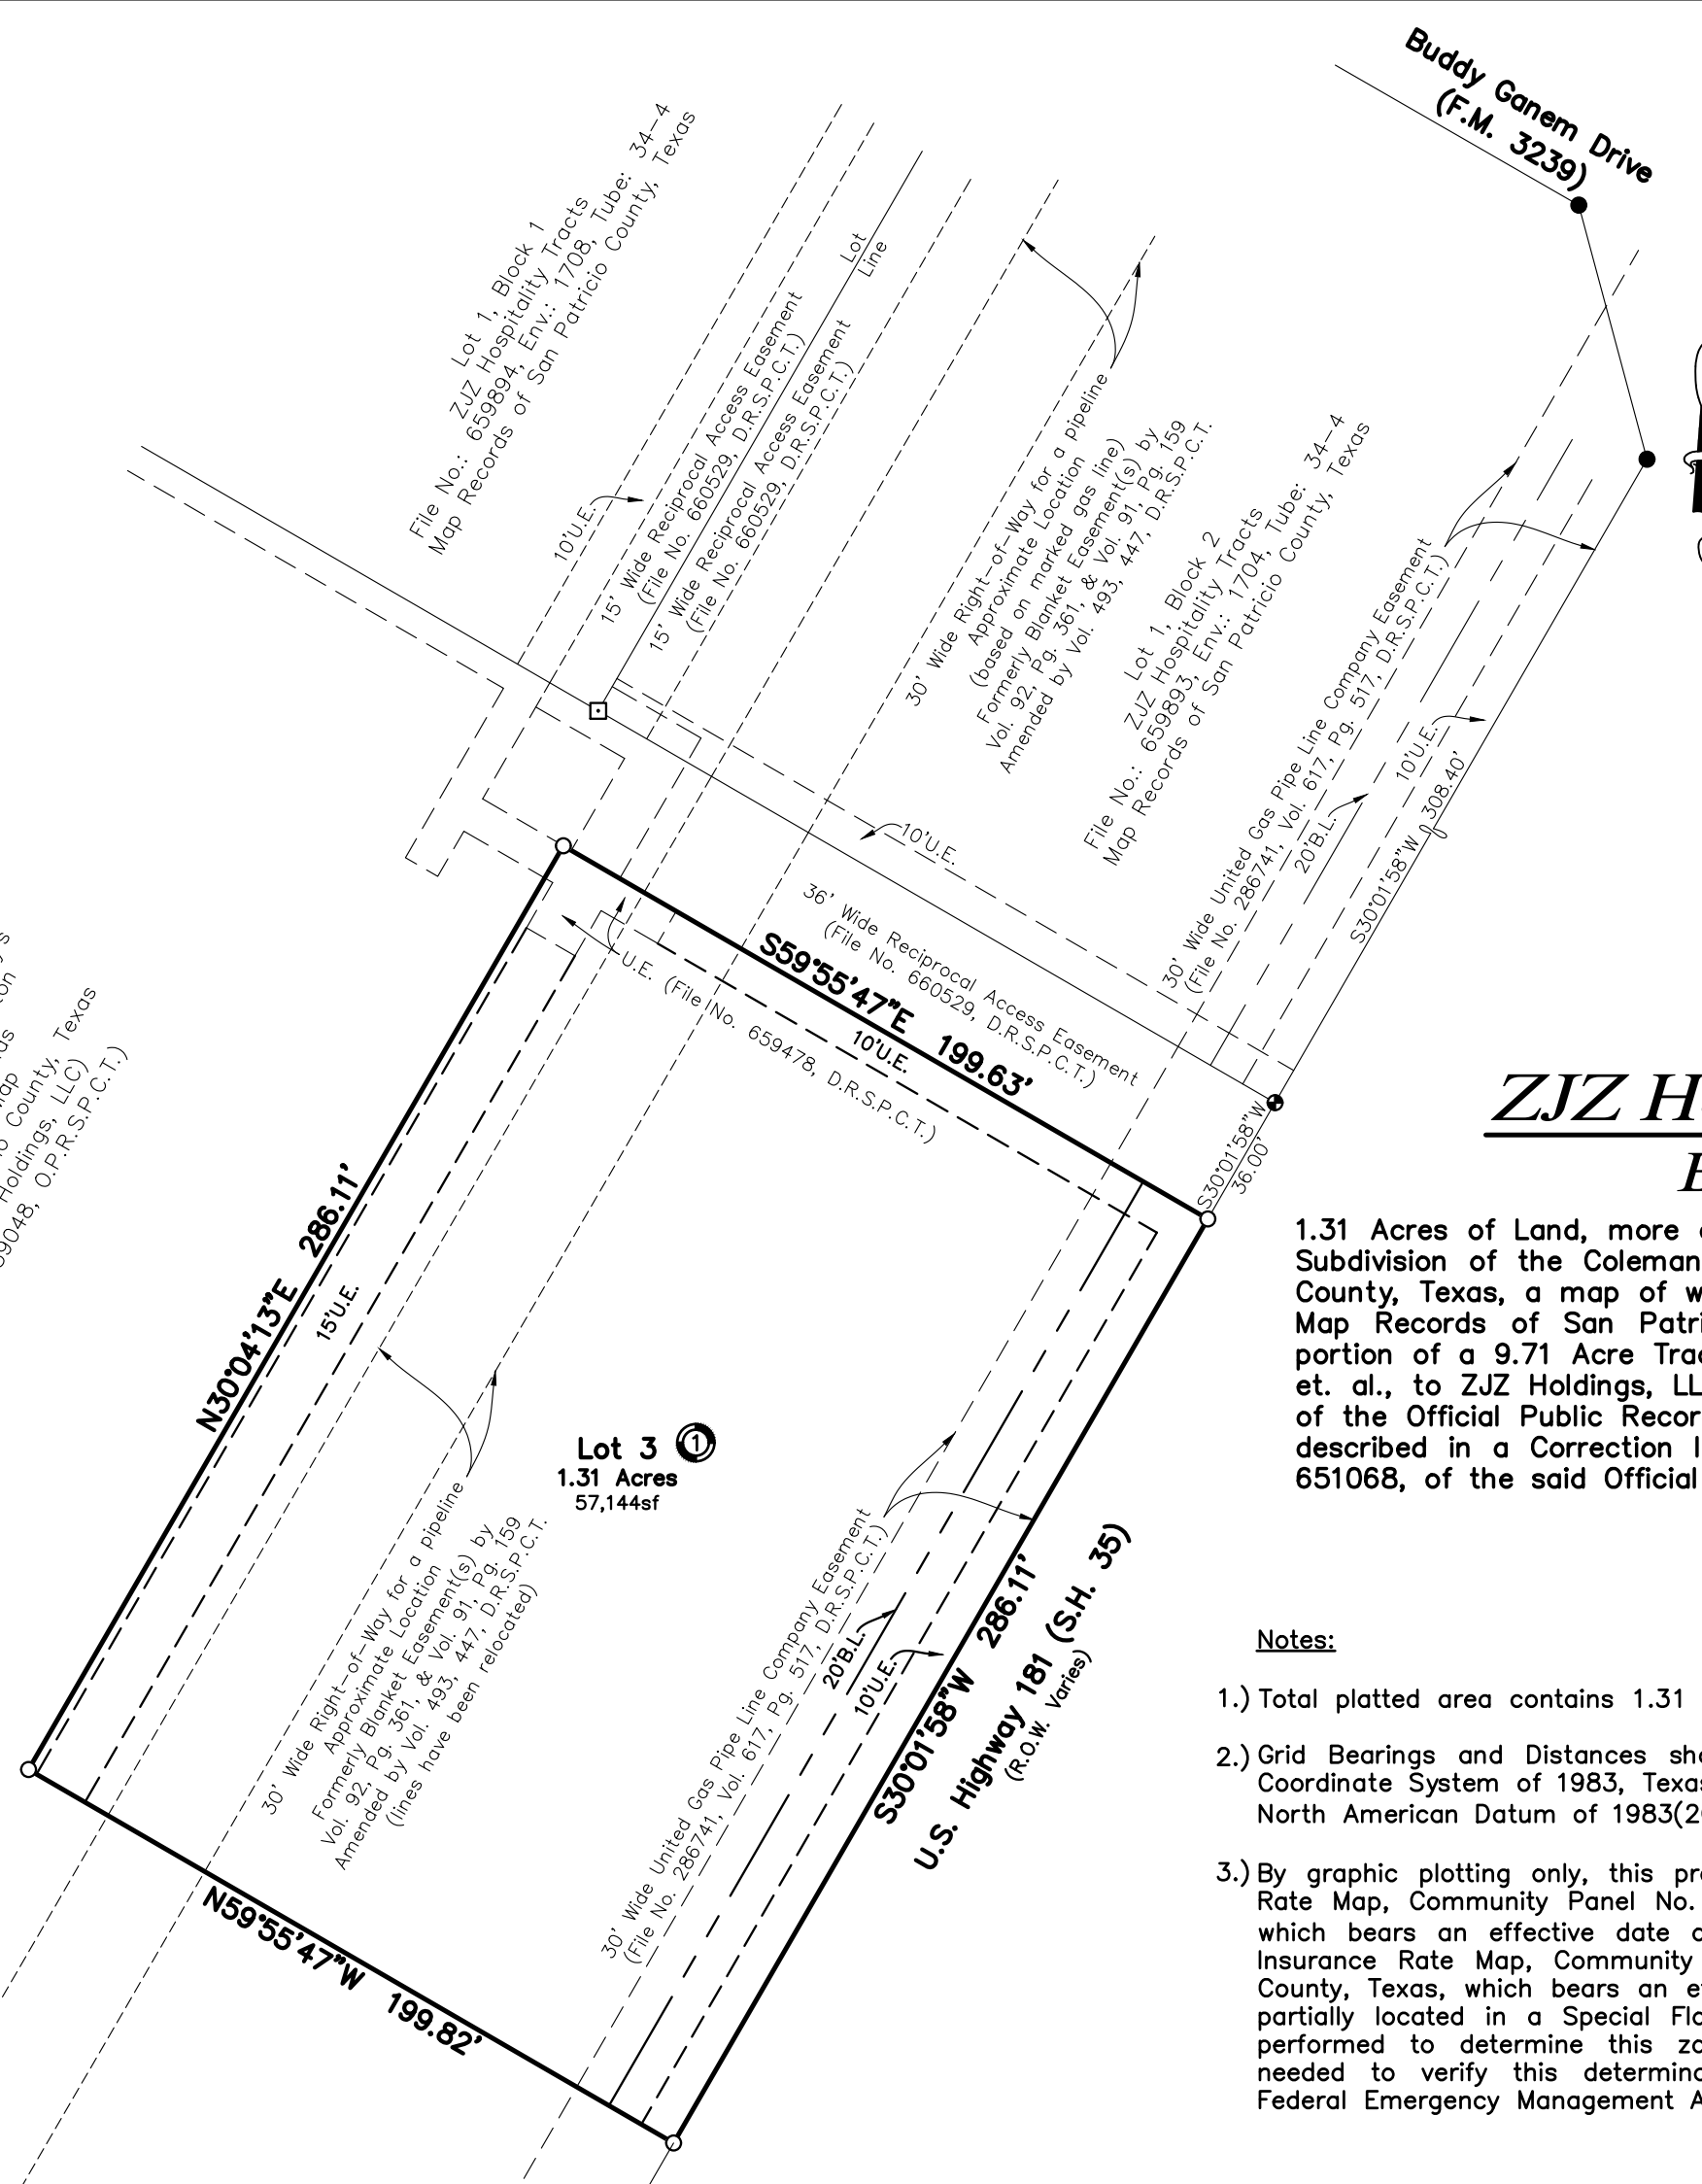 Buddy Ganem Drive
(F.M. 3239)
Lot 1, Block 1
ZJZ Hospitality Tracts
File No.: 659894, Env.: 1708, Tube: 34-4
Map Records of San Patricio County, Texas
10'U.E.
15' Wide Reciprocal Access Easement
(File No. 660529, D.R.S.P.C.T.)
Lot
Line
15' Wide Reciprocal Access Easement
(File No. 660529, D.R.S.P.C.T.)
30' Wide Right-of-Way for a pipeline
Approximate Location
(based on marked gas line)
Formerly Blanket Easement(s) by
Vol. 92, Pg. 361, & Vol. 91, Pg. 159
Amended by Vol. 493, 447, D.R.S.P.C.T.
Lot 1, Block 2
ZJZ Hospitality Tracts
File No.: 659893, Env.: 1704, Tube: 34-4
Map Records of San Patricio County, Texas
30' Wide United Gas Pipe Line Company Easement
(File No. 286741, Vol. 617, Pg. 517, D.R.S.P.C.T.)
20'B.L.
10'U.E.
S30°01'58"W 308.40'
10'U.E.
36' Wide Reciprocal Access Easement
(File No. 660529, D.R.S.P.C.T.)
S59°55'47"E 199.63'
10'U.E.
U.E. (File No. 659478, D.R.S.P.C.T.)
S30°01'58"W
36.00'
County, Texas
Holdings, LLC)
O.P.R.S.P.C.T.)
N30°04'13"E 286.11'
15'U.E.
Lot 3 1
1.31 Acres
57,144sf
30' Wide Right-of-Way for a pipeline
Approximate Location
Formerly Blanket Easement(s) by
Vol. 92, Pg. 361, & Vol. 91, Pg. 159
Amended by Vol. 493, 447, D.R.S.P.C.T.
(lines have been relocated)
30' Wide United Gas Pipe Line Company Easement
(File No. 286741, Vol. 617, Pg. 517, D.R.S.P.C.T.)
20'B.L.
10'U.E.
S30°01'58"W 286.11'
U.S. Highway 181 (S.H. 35)
(R.O.W. Varies)
N59°55'47"W 199.82'
ZJZ H
1.31 Acres of Land, more
Subdivision of the Coleman
County, Texas, a map of
Map Records of San Patri
portion of a 9.71 Acre Tra
et. al., to ZJZ Holdings, LL
of the Official Public Recor
described in a Correction I
651068, of the said Official
Notes:
1.) Total platted area contains 1.31
2.) Grid Bearings and Distances sh
Coordinate System of 1983, Texas
North American Datum of 1983(2
3.) By graphic plotting only, this pr
Rate Map, Community Panel No.
which bears an effective date
Insurance Rate Map, Community
County, Texas, which bears an e
partially located in a Special Flo
performed to determine this z
needed to verify this determin
Federal Emergency Management A